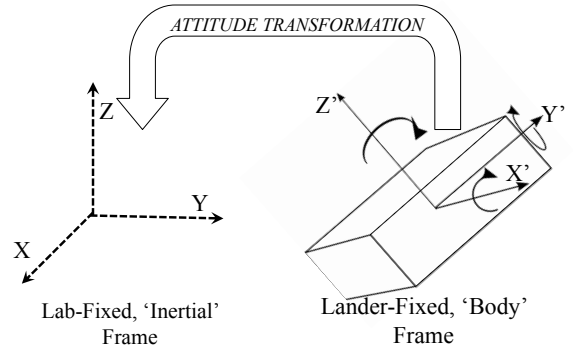 ATTITUDE TRANSFORMATION
Z
Z’
Y’
X’
Y
X
Lab-Fixed, ‘Inertial’
Frame
Lander-Fixed, ‘Body’
Frame